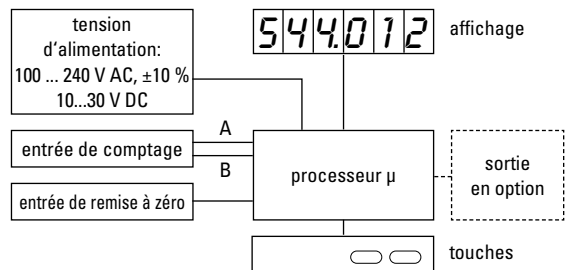 tension
d'alimentation:
100 ... 240 V AC, ±10 %
10...30 V DC
544.012
affichage
A
entrée de comptage
B
processeur µ
sortie
en option
entrée de remise à zéro
touches